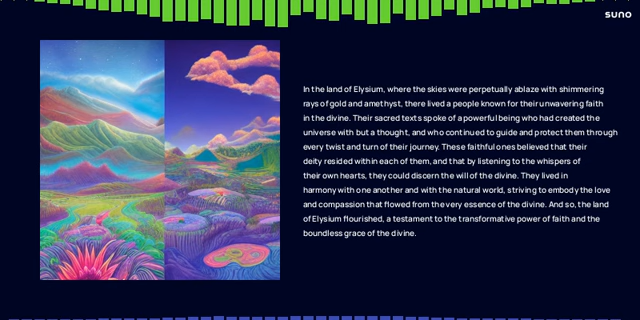 suno
In the land of Elysium, where the skies were perpetually ablaze with shimmering
rays of gold and amethyst, there lived a people known for their unwavering faith
in the divine. Their sacred texts spoke of a powerful being who had created the
universe with but a thought, and who continued to guide and protect them through
every twist and turn of their journey. These faithful ones believed that their
deity resided within each of them, and that by listening to the whispers of
their own hearts, they could discern the will of the divine. They lived in
harmony with one another and with the natural world, striving to embody the love
and compassion that flowed from the very essence of the divine. And so, the land
of Elysium flourished, a testament to the transformative power of faith and the
boundless grace of the divine.